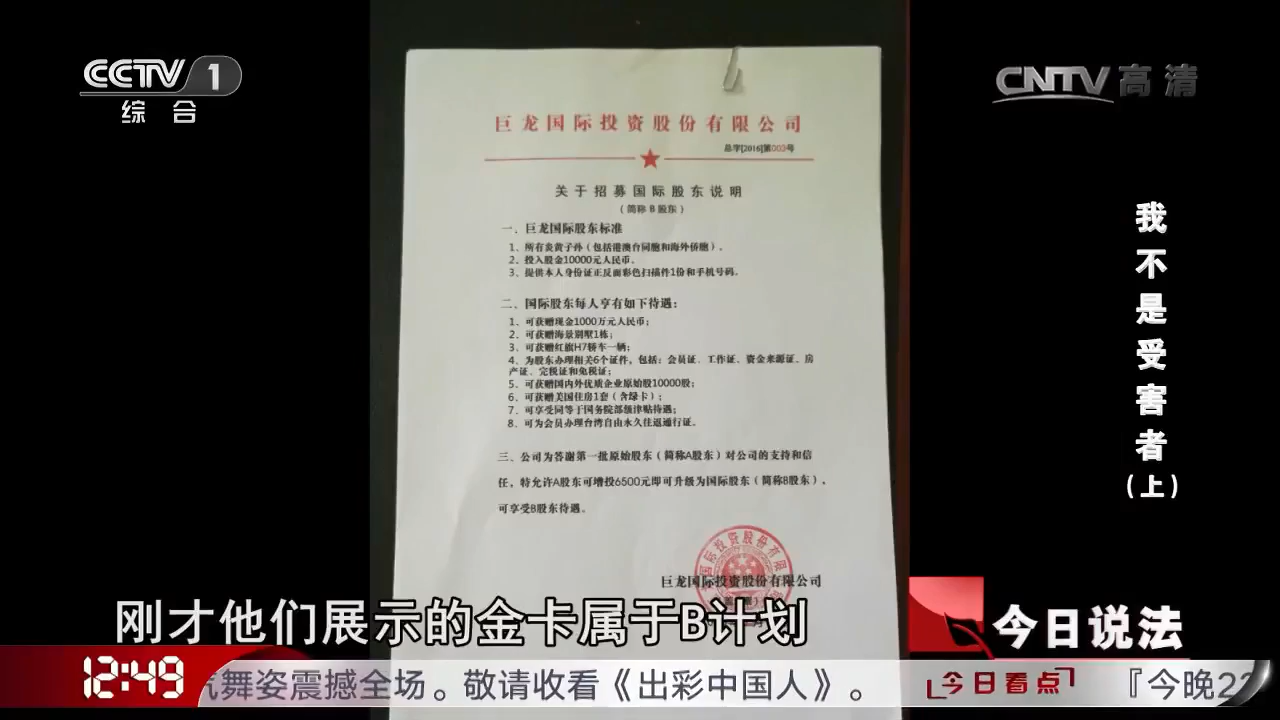 CCTV 1
综合
CNTV高清
巨龙国际投资股份有限公司
总字[2016]第003号
关于招募国际股东说明
（简称B股东）
一、巨龙国际股东标准
1、所有炎黄子孙（包括港澳台同胞和海外侨胞）。
2、投入股金10000元人民币。
3、提供本人身份证正反面彩色扫描件1份和手机号码。
二、国际股东每人享有如下待遇：
1、可获赠现金1000万元人民币；
2、可获赠海景别墅1栋；
3、可获赠红旗H7轿车一辆；
4、为股东办理相关6个证件，包括：会员证、工作证、资金来源证、房
产证、完税证和免税证；
5、可获赠国内外优质企业原始股10000股；
6、可获赠美国住房1套（含绿卡）；
7、可享受同等于国务院部级津贴待遇；
8、可为会员办理台湾自由永久往返通行证。
三、公司为答谢第一批原始股东（简称A股东）对公司的支持和信
任，特允许A股东可增投6500元即可升级为国际股东（简称B股东），
可享受B股东待遇。
巨龙国际投资股份有限公司
我不是受害者
(上)
刚才他们展示的金卡属于B计划
今日说法
12:49
舞姿震撼全场。敬请收看《出彩中国人》。
今日看点
『今晚22